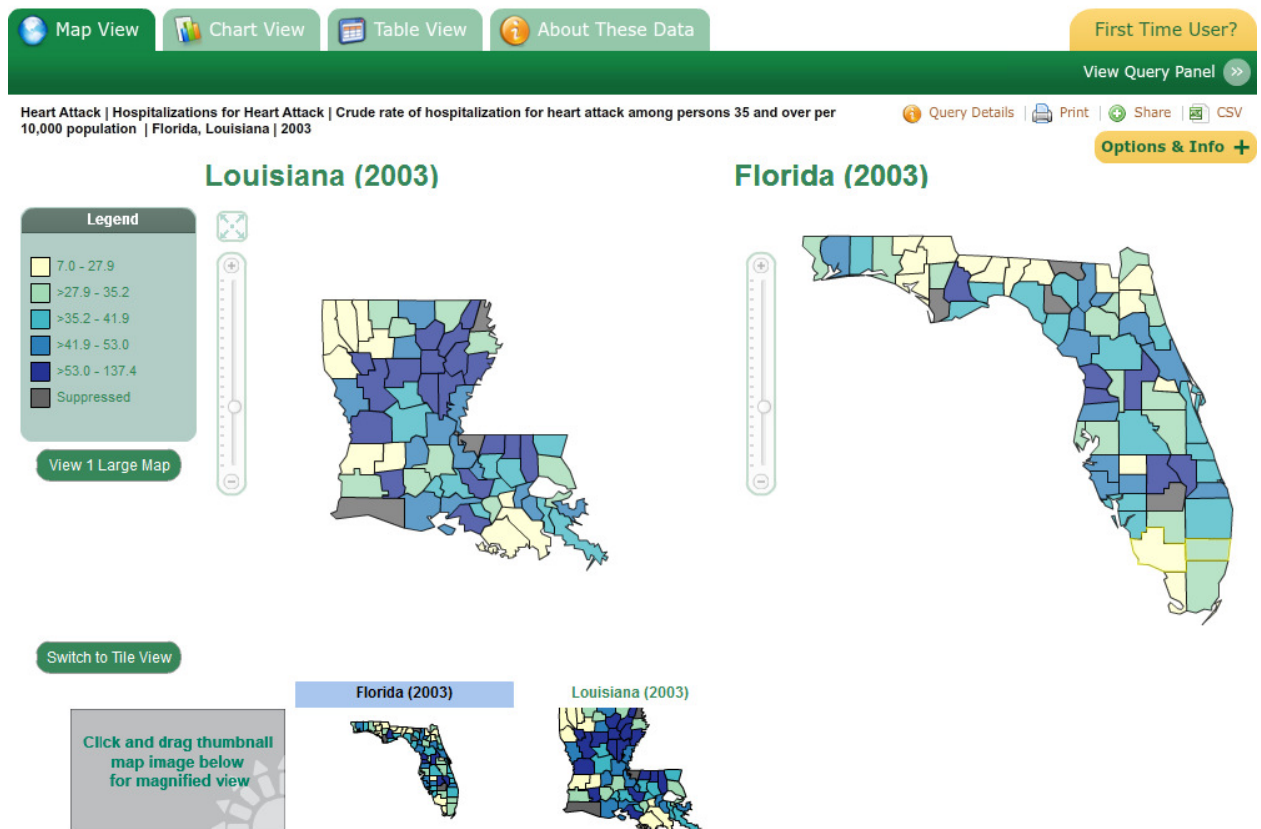 Map View
Chart View
Table View
About These Data
First Time User?
View Query Panel
Heart Attack | Hospitalizations for Heart Attack | Crude rate of hospitalization for heart attack among persons 35 and over per
10,000 population | Florida, Louisiana | 2003
Query Details | Print | Share | CSV
Options & Info +
Louisiana (2003)
Florida (2003)
Legend
7.0 - 27.9
>27.9 - 35.2
>35.2 - 41.9
>41.9 - 53.0
>53.0 - 137.4
Suppressed
View 1 Large Map
Switch to Tile View
Florida (2003)
Louisiana (2003)
Click and drag thumbnail
map image below
for magnified view